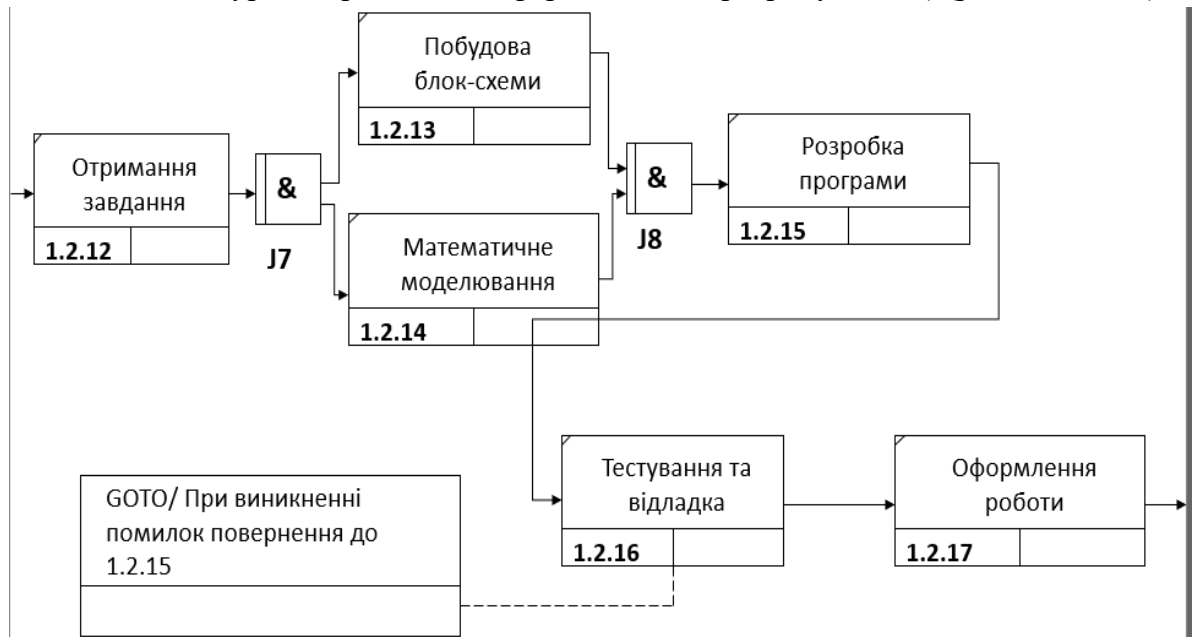 Побудова
блок-схеми
1.2.13
Отримання
завдання
1.2.12
&
J7
Математичне
моделювання
1.2.14
&
J8
Розробка
програми
1.2.15
GOTO/ При виникненні
помилок повернення до
1.2.15
Тестування та
відладка
1.2.16
Оформлення
роботи
1.2.17